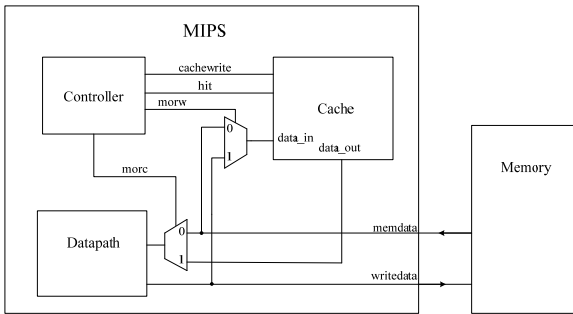 MIPS
cachewrite
hit
Controller
morw
Cache
0
data_in
1
data_out
Memory
morc
Datapath
0
memdata
1
writedata